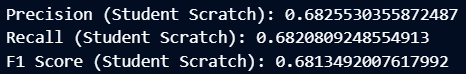 Precision (Student Scratch): 0.6825530355872487
Recall (Student Scratch): 0.6820809248554913
F1 Score (Student Scratch): 0.6813492007617992